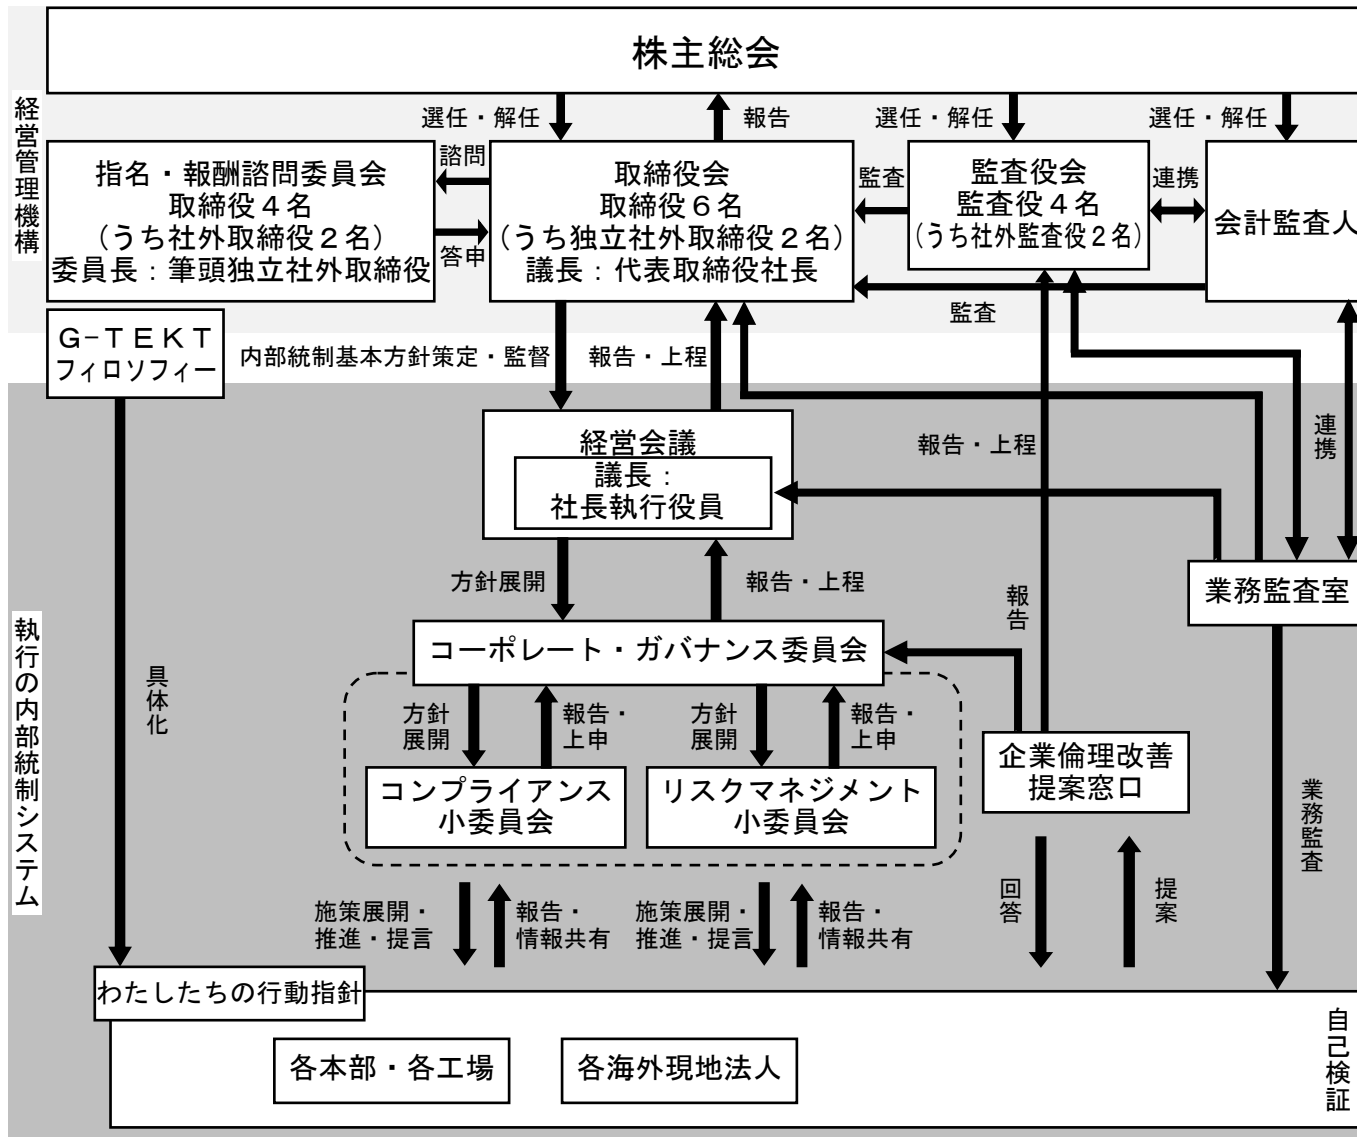 株主総会
経営管理機構
選任・解任
報告
選任・解任
選任・解任
指名・報酬諮問委員会
取締役４名
（うち社外取締役２名）
委員長：筆頭独立社外取締役
諮問
答申
取締役会
取締役６名
（うち独立社外取締役２名）
議長：代表取締役社長
監査
監査役会
監査役４名
（うち社外監査役２名）
連携
会計監査人
監査
Ｇ−ＴＥＫＴ
フィロソフィー
内部統制基本方針策定・監督
報告・上程
経営会議
議長：
社長執行役員
報告・上程
連携
執行の内部統制システム
方針展開
報告・上程
報告
業務監査室
コーポレート・ガバナンス委員会
具体化
方針
展開
報告・
上申
方針
展開
報告・
上申
コンプライアンス
小委員会
リスクマネジメント
小委員会
企業倫理改善
提案窓口
業務監査
施策展開・
推進・提言
報告・
情報共有
施策展開・
推進・提言
報告・
情報共有
回答
提案
わたしたちの行動指針
各本部・各工場
各海外現地法人
自己検証